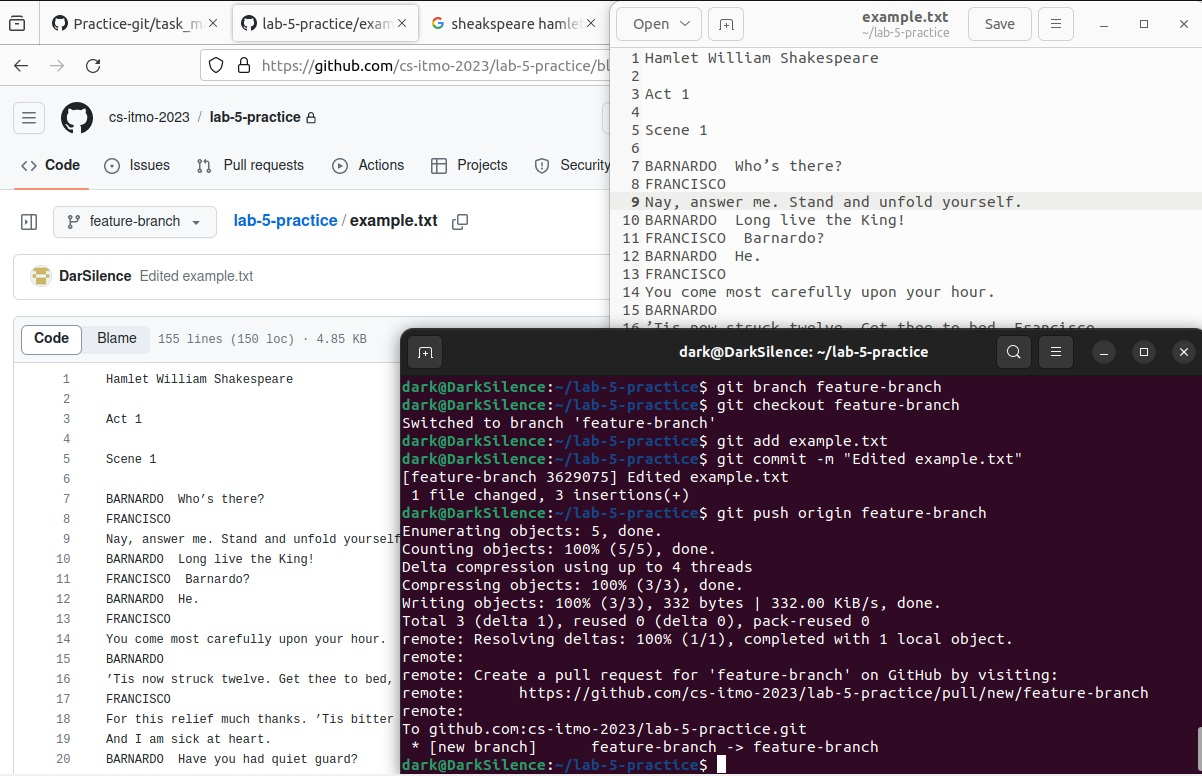 Practice-git/task_m
lab-5-practice/exam
sheakspeare hamle
https://github.com/cs-itmo-2023/lab-5-practice/bl
cs-itmo-2023 / lab-5-practice
Code Issues Pull requests Actions Projects Security
feature-branch lab-5-practice / example.txt
DarSilence Edited example.txt
Code Blame 155 lines (150 loc) · 4.85 KB
1 Hamlet William Shakespeare
2
3 Act 1
4
5 Scene 1
6
7 BARNARDO  Who’s there?
8 FRANCISCO
9 Nay, answer me. Stand and unfold yourself
10 BARNARDO  Long live the King!
11 FRANCISCO  Barnardo?
12 BARNARDO  He.
13 FRANCISCO
14 You come most carefully upon your hour.
15 BARNARDO
16 ’Tis now struck twelve. Get thee to bed,
17 FRANCISCO
18 For this relief much thanks. ’Tis bitter
19 And I am sick at heart.
20 BARNARDO  Have you had quiet guard?
Open example.txt Save
~/lab-5-practice
1 Hamlet William Shakespeare
2
3 Act 1
4
5 Scene 1
6
7 BARNARDO  Who’s there?
8 FRANCISCO
9 Nay, answer me. Stand and unfold yourself.
10 BARNARDO  Long live the King!
11 FRANCISCO  Barnardo?
12 BARNARDO  He.
13 FRANCISCO
14 You come most carefully upon your hour.
15 BARNARDO
16 ’Tis now struck twelve. Get thee to bed, Francisco
dark@DarkSilence: ~/lab-5-practice
dark@DarkSilence:~/lab-5-practice$ git branch feature-branch
dark@DarkSilence:~/lab-5-practice$ git checkout feature-branch
Switched to branch 'feature-branch'
dark@DarkSilence:~/lab-5-practice$ git add example.txt
dark@DarkSilence:~/lab-5-practice$ git commit -m "Edited example.txt"
[feature-branch 3629075] Edited example.txt
 1 file changed, 3 insertions(+)
dark@DarkSilence:~/lab-5-practice$ git push origin feature-branch
Enumerating objects: 5, done.
Counting objects: 100% (5/5), done.
Delta compression using up to 4 threads
Compressing objects: 100% (3/3), done.
Writing objects: 100% (3/3), 332 bytes | 332.00 KiB/s, done.
Total 3 (delta 1), reused 0 (delta 0), pack-reused 0
remote: Resolving deltas: 100% (1/1), completed with 1 local object.
remote:
remote: Create a pull request for 'feature-branch' on GitHub by visiting:
remote:      https://github.com/cs-itmo-2023/lab-5-practice/pull/new/feature-branch
remote:
To github.com:cs-itmo-2023/lab-5-practice.git
 * [new branch]      feature-branch -> feature-branch
dark@DarkSilence:~/lab-5-practice$